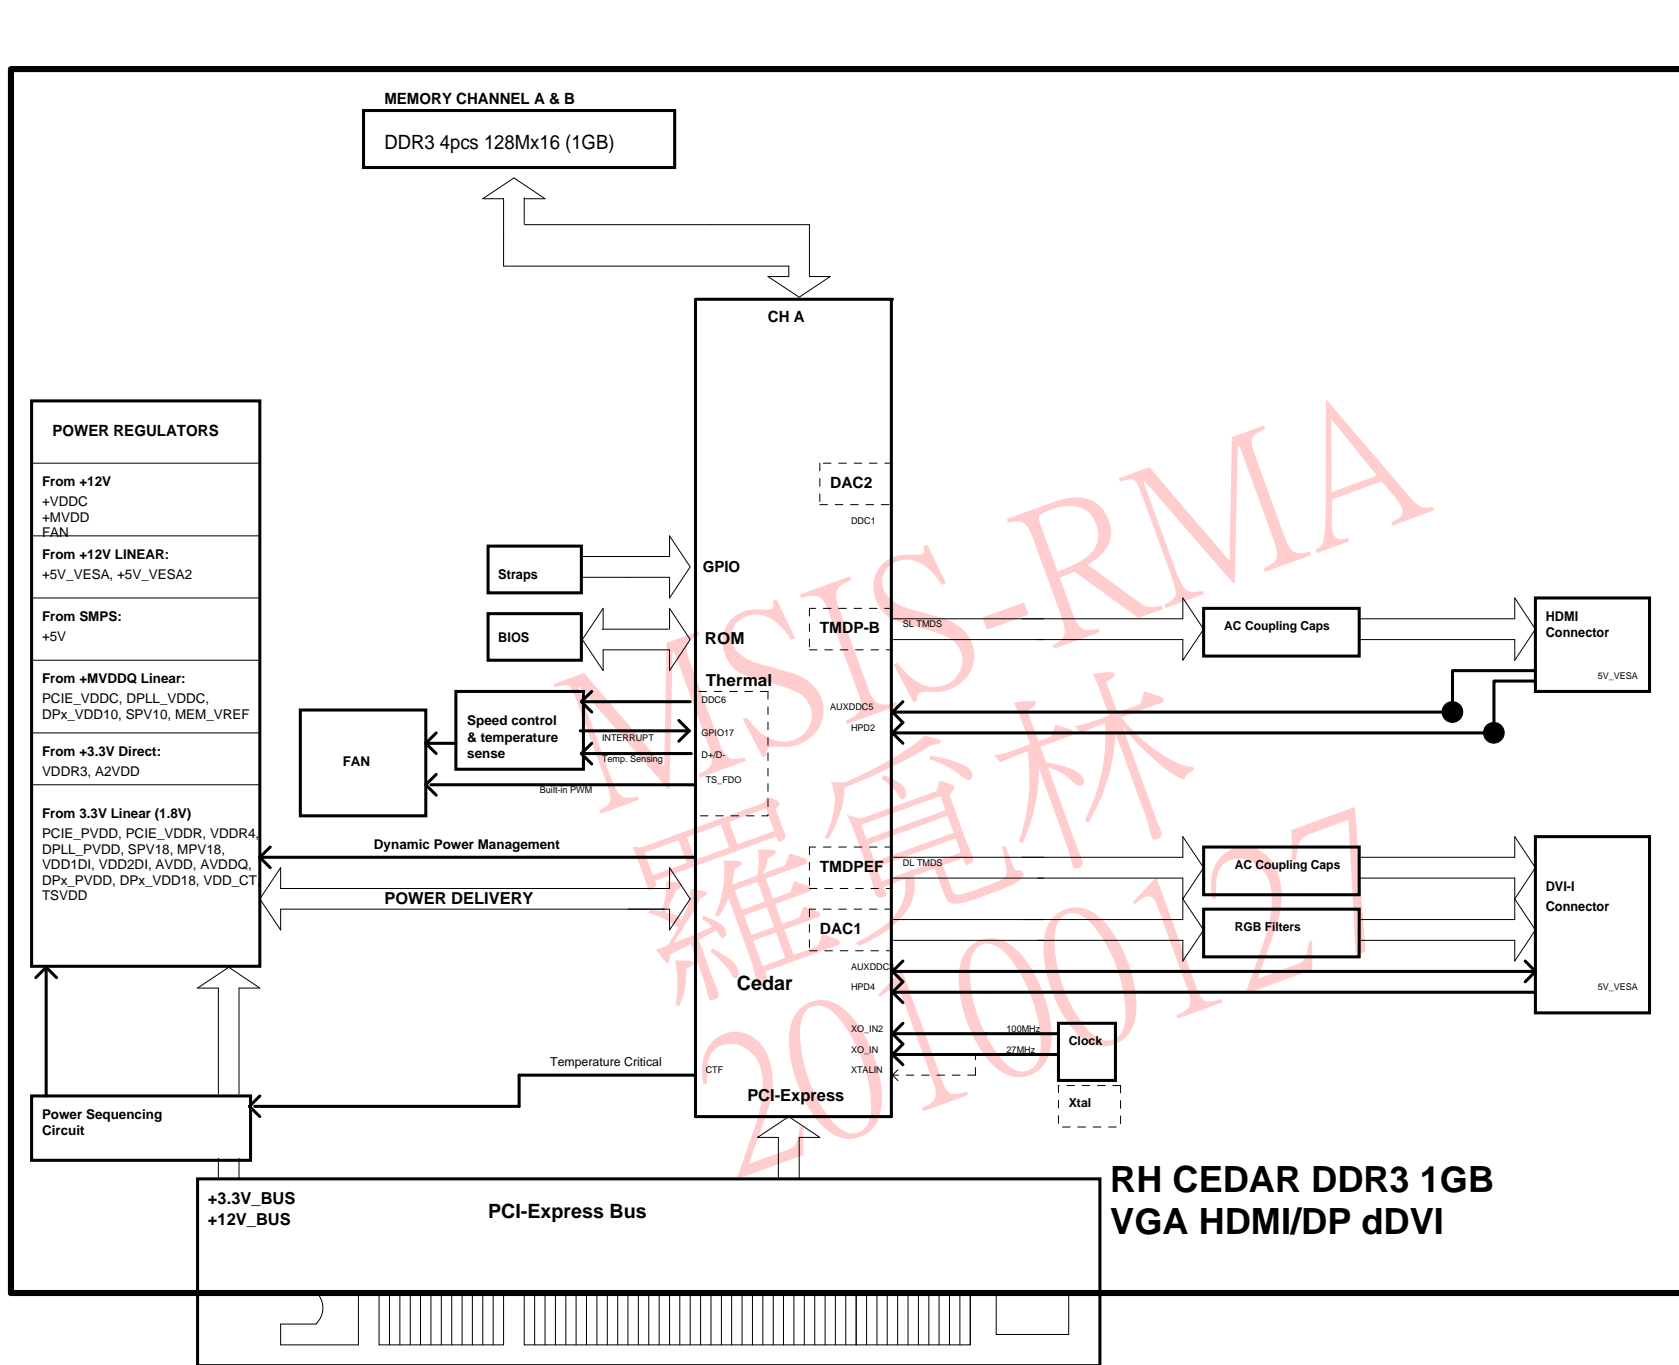 MEMORY CHANNEL A & B
DDR3 4pcs 128Mx16 (1GB)
CH A
POWER REGULATORS
From +12V
+VDDC
+MVDD
FAN
From +12V LINEAR:
+5V_VESA, +5V_VESA2
From SMPS:
+5V
From +MVDDQ Linear:
PCIE_VDDC, DPLL_VDDC,
DPx_VDD10, SPV10, MEM_VREF
From +3.3V Direct:
VDDR3, A2VDD
From 3.3V Linear (1.8V)
PCIE_PVDD, PCIE_VDDR, VDDR4,
DPLL_PVDD, SPV18, MPV18,
VDD1DI, VDD2DI, AVDD, AVDDQ,
DPx_PVDD, DPx_VDD18, VDD_CT
TSVDD
DAC2
DDC1
Straps
GPIO
BIOS
ROM
TMDP-B
SL TMDS
AC Coupling Caps
HDMI
Connector
5V_VESA
Thermal
DDC6
AUXDDC5
HPD2
Speed control
& temperature
sense
INTERRUPT
GPIO17
Temp. Sensing
D+/D-
FAN
Built-in PWM
TS_FDO
Dynamic Power Management
POWER DELIVERY
TMDPEF
DL TMDS
AC Coupling Caps
DVI-I
Connector
DAC1
RGB Filters
AUXDDC
HPD4
5V_VESA
Cedar
XO_IN2
100MHz
Clock
XO_IN
27MHz
XTALIN
Xtal
Temperature Critical
CTF
PCI-Express
Power Sequencing
Circuit
+3.3V_BUS
+12V_BUS
PCI-Express Bus
RH CEDAR DDR3 1GB
VGA HDMI/DP dDVI
MSIS-RMA
羅覓林
20100127